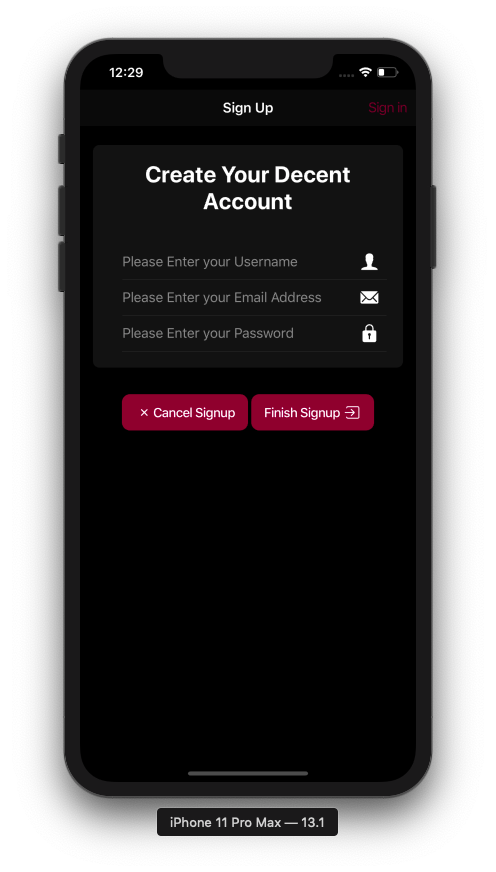 12:29
Sign Up
Sign in
Create Your Decent
Account
Please Enter your Username
Please Enter your Email Address
Please Enter your Password
× Cancel Signup
Finish Signup
iPhone 11 Pro Max — 13.1